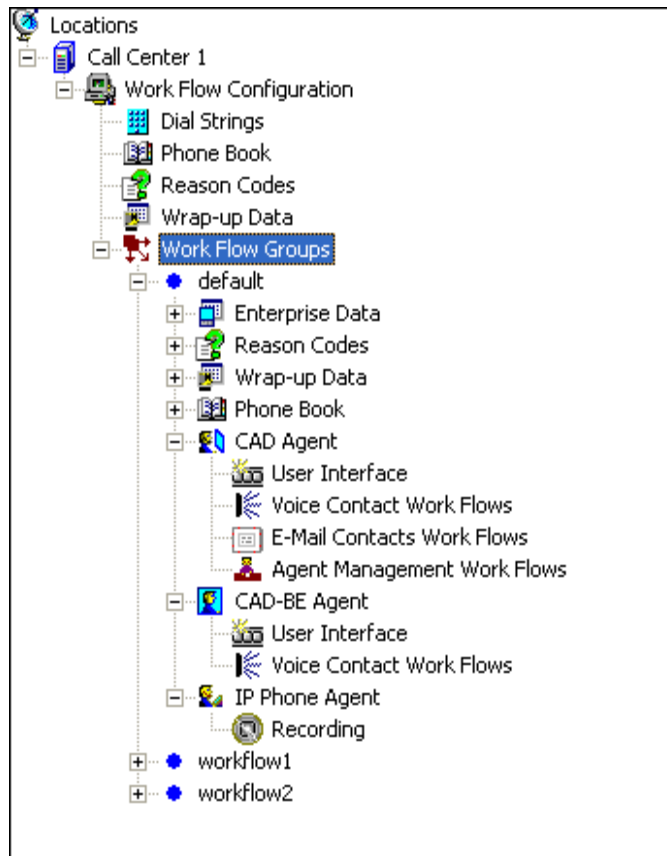 Locations
Call Center 1
Work Flow Configuration
Dial Strings
Phone Book
Reason Codes
Wrap-up Data
Work Flow Groups
default
Enterprise Data
Reason Codes
Wrap-up Data
Phone Book
CAD Agent
User Interface
Voice Contact Work Flows
E-Mail Contacts Work Flows
Agent Management Work Flows
CAD-BE Agent
User Interface
Voice Contact Work Flows
IP Phone Agent
Recording
workflow1
workflow2